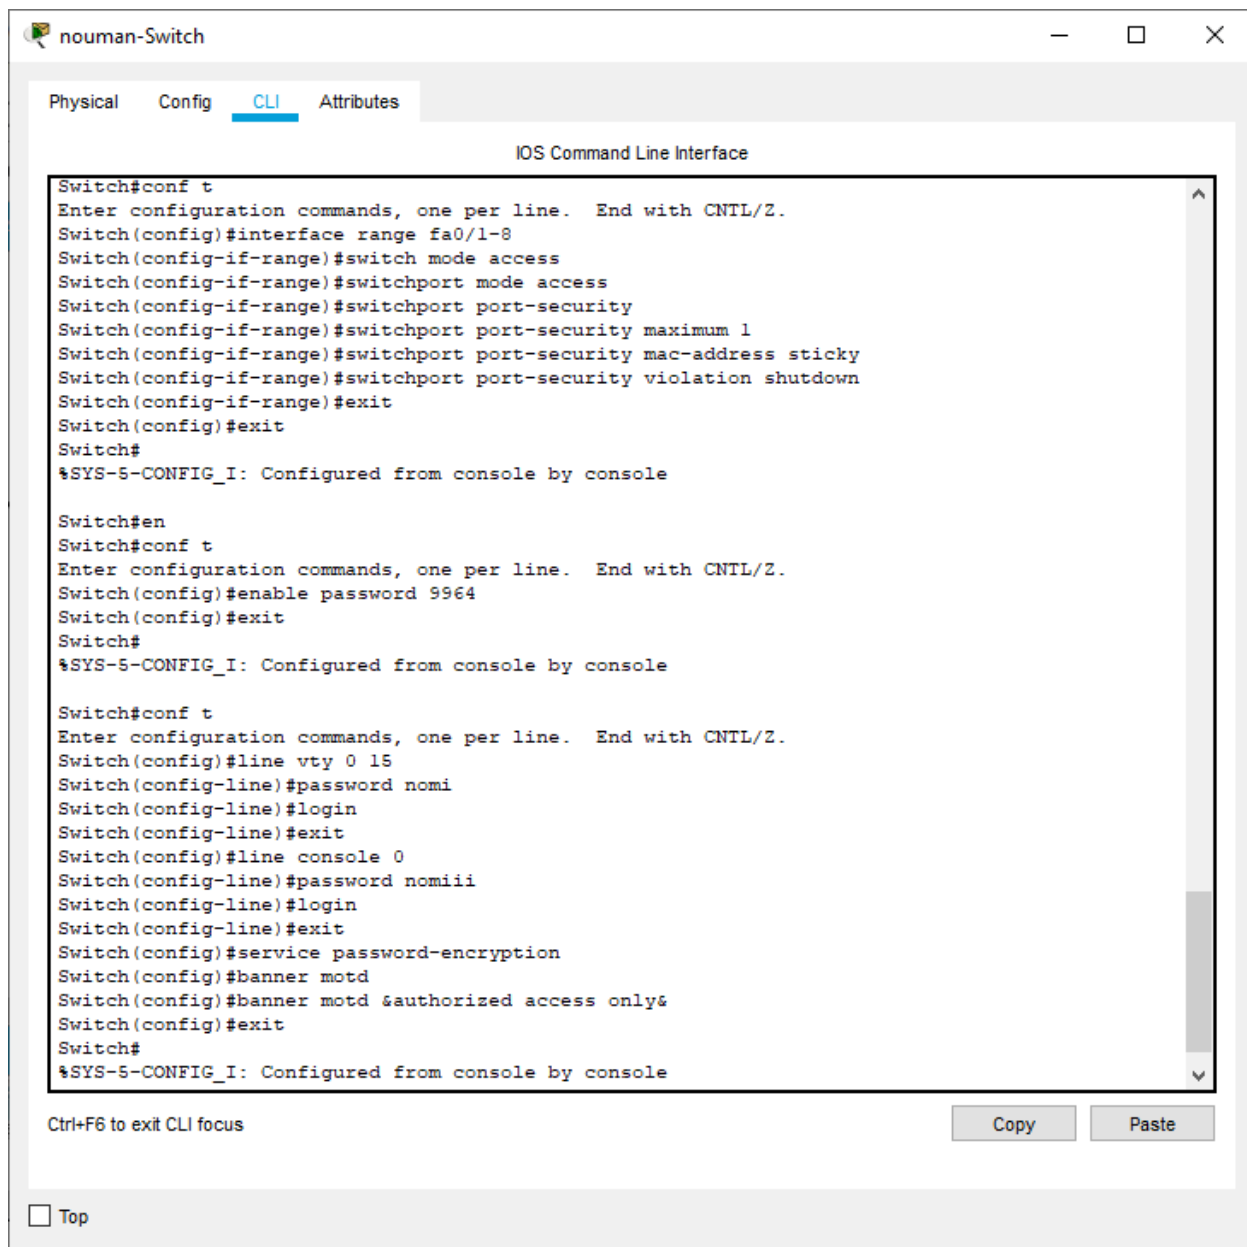 nouman-Switch
Physical Config CLI Attributes
IOS Command Line Interface
Switch#conf t
Enter configuration commands, one per line.  End with CNTL/Z.
Switch(config)#interface range fa0/1-8
Switch(config-if-range)#switch mode access
Switch(config-if-range)#switchport mode access
Switch(config-if-range)#switchport port-security
Switch(config-if-range)#switchport port-security maximum 1
Switch(config-if-range)#switchport port-security mac-address sticky
Switch(config-if-range)#switchport port-security violation shutdown
Switch(config-if-range)#exit
Switch(config)#exit
Switch#
%SYS-5-CONFIG_I: Configured from console by console
Switch#en
Switch#conf t
Enter configuration commands, one per line.  End with CNTL/Z.
Switch(config)#enable password 9964
Switch(config)#exit
Switch#
%SYS-5-CONFIG_I: Configured from console by console
Switch#conf t
Enter configuration commands, one per line.  End with CNTL/Z.
Switch(config)#line vty 0 15
Switch(config-line)#password nomi
Switch(config-line)#login
Switch(config-line)#exit
Switch(config)#line console 0
Switch(config-line)#password nomiii
Switch(config-line)#login
Switch(config-line)#exit
Switch(config)#service password-encryption
Switch(config)#banner motd
Switch(config)#banner motd &authorized access only&
Switch(config)#exit
Switch#
%SYS-5-CONFIG_I: Configured from console by console
Ctrl+F6 to exit CLI focus
Copy Paste
Top